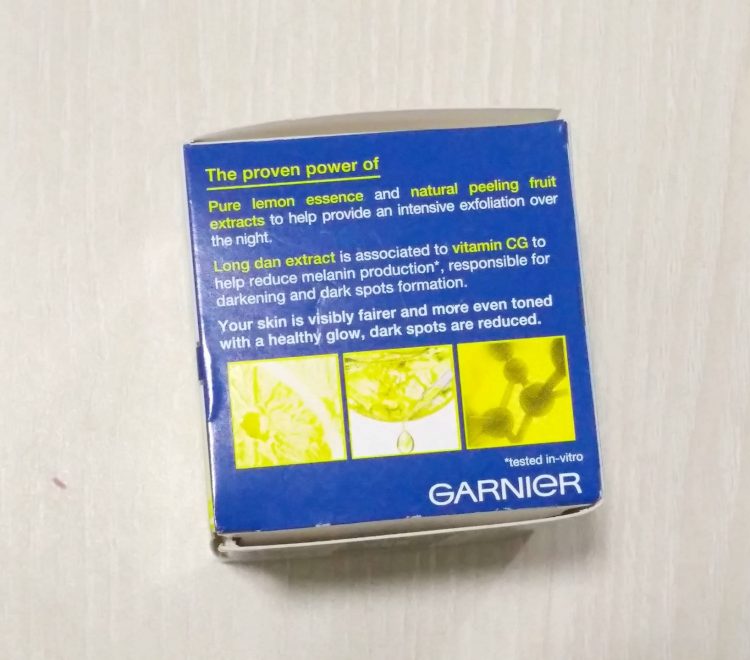 The proven power of
Pure lemon essence and natural peeling fruit
extracts to help provide an intensive exfoliation over
the night.
Long dan extract is associated to vitamin CG to
help reduce melanin production*, responsible for
darkening and dark spots formation.
Your skin is visibly fairer and more even toned
with a healthy glow, dark spots are reduced.
*tested in-vitro
GARNIER